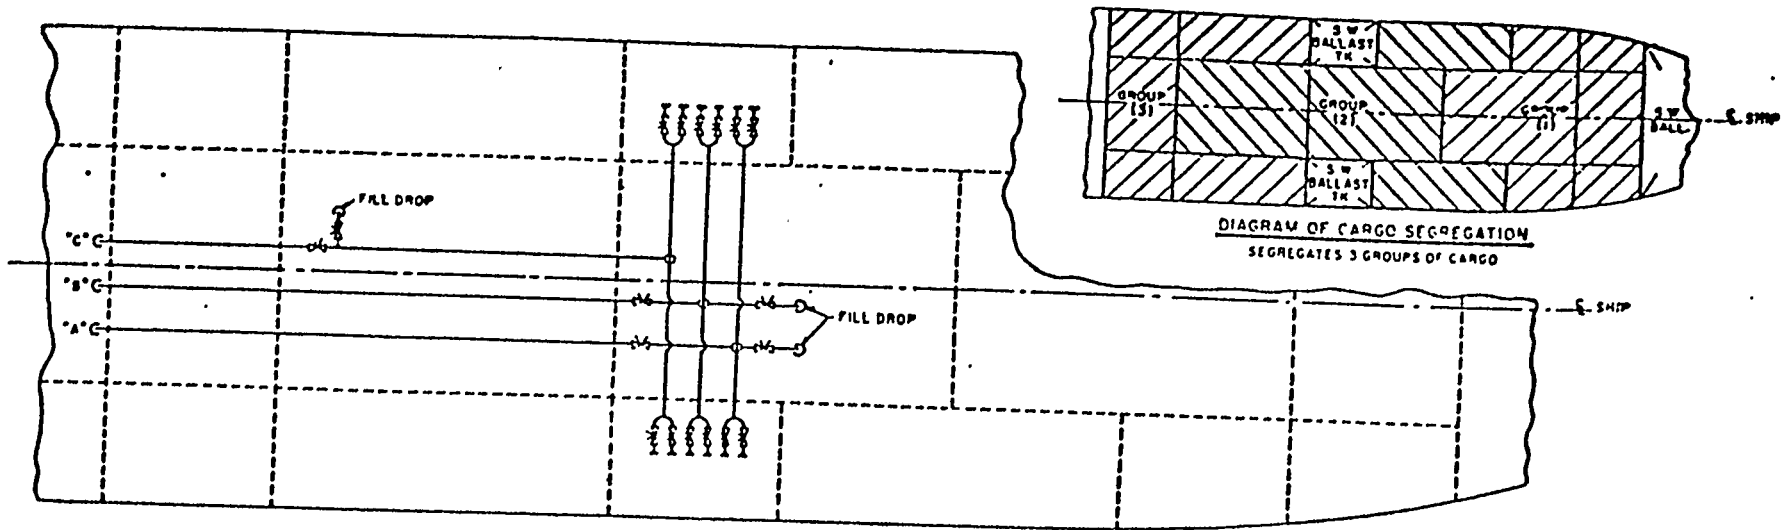 S W
BALLAST
TK
GROUP
(3)
GROUP
(2)
(1)
S W
BALL.
℄ SHIP
S W
BALLAST
TK
DIAGRAM OF CARGO SEGREGATION
SEGREGATES 3 GROUPS OF CARGO
FILL DROP
"C"
"B"
"A"
FILL DROP
℄ SHIP